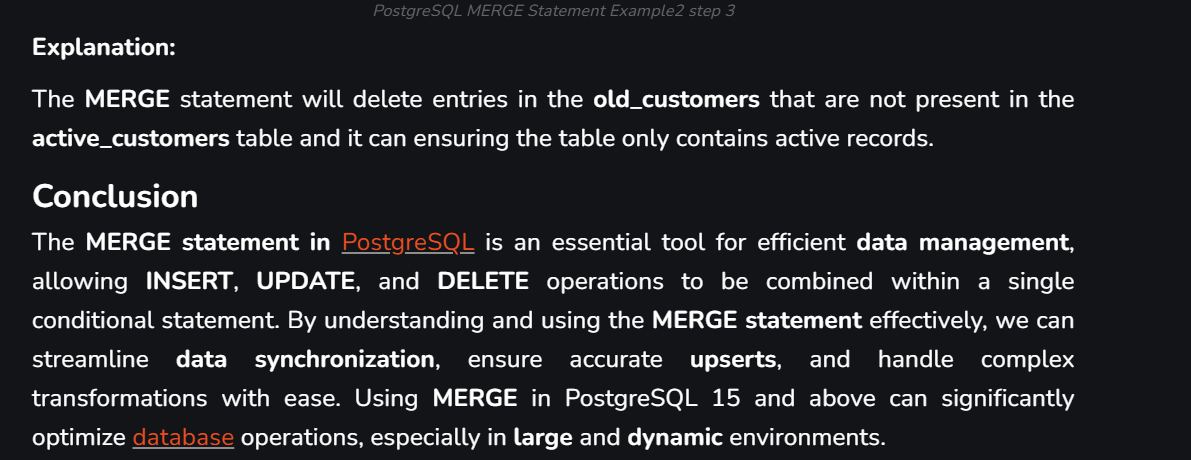 PostgreSQL MERGE Statement Example2 step 3
Explanation:
The MERGE statement will delete entries in the old_customers that are not present in the
active_customers table and it can ensuring the table only contains active records.
Conclusion
The MERGE statement in PostgreSQL is an essential tool for efficient data management,
allowing INSERT, UPDATE, and DELETE operations to be combined within a single
conditional statement. By understanding and using the MERGE statement effectively, we can
streamline data synchronization, ensure accurate upserts, and handle complex
transformations with ease. Using MERGE in PostgreSQL 15 and above can significantly
optimize database operations, especially in large and dynamic environments.